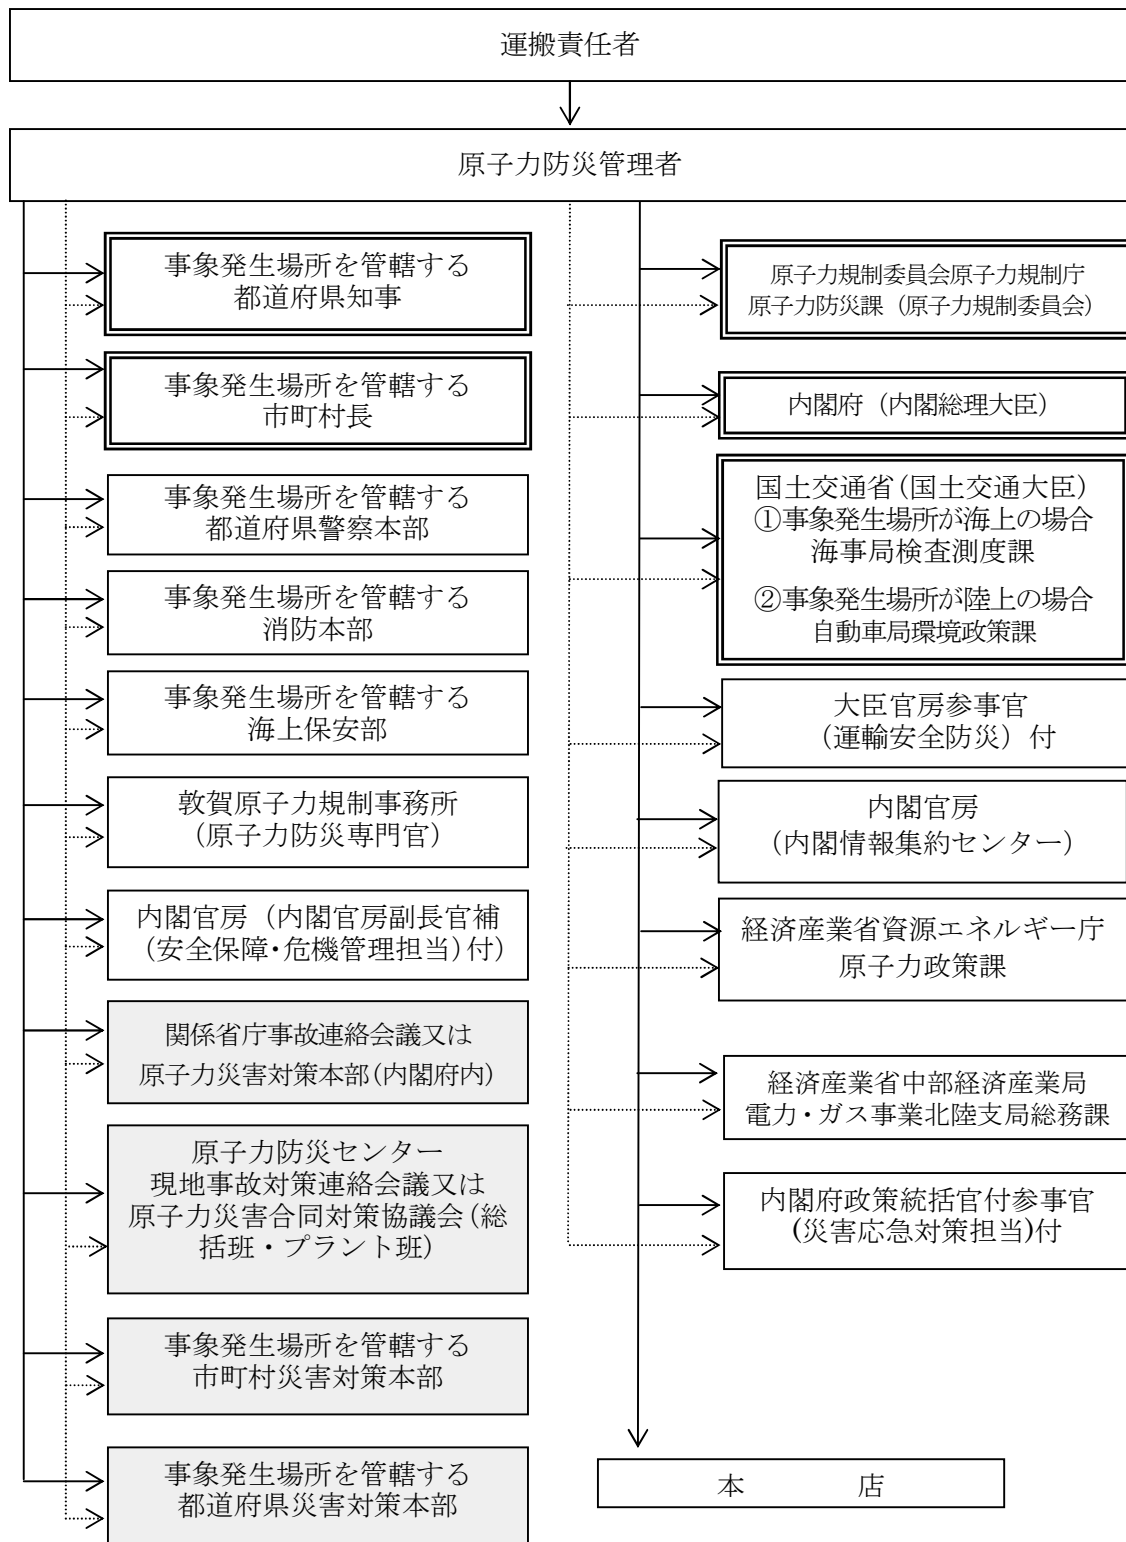 運搬責任者
原子力防災管理者
事象発生場所を管轄する
都道府県知事
事象発生場所を管轄する
市町村長
事象発生場所を管轄する
都道府県警察本部
事象発生場所を管轄する
消防本部
事象発生場所を管轄する
海上保安部
敦賀原子力規制事務所
（原子力防災専門官）
内閣官房（内閣官房副長官補
（安全保障・危機管理担当）付）
関係省庁事故連絡会議又は
原子力災害対策本部（内閣府内）
原子力防災センター
現地事故対策連絡会議又は
原子力災害合同対策協議会（総
括班・プラント班）
事象発生場所を管轄する
市町村災害対策本部
事象発生場所を管轄する
都道府県災害対策本部
原子力規制委員会原子力規制庁
原子力防災課（原子力規制委員会）
内閣府（内閣総理大臣）
国土交通省（国土交通大臣）
①事象発生場所が海上の場合
海事局検査測度課
②事象発生場所が陸上の場合
自動車局環境政策課
大臣官房参事官
（運輸安全防災）付
内閣官房
（内閣情報集約センター）
経済産業省資源エネルギー庁
原子力政策課
経済産業省中部経済産業局
電力・ガス事業北陸支局総務課
内閣府政策統括官付参事官
(災害応急対策担当)付
本　　　　店